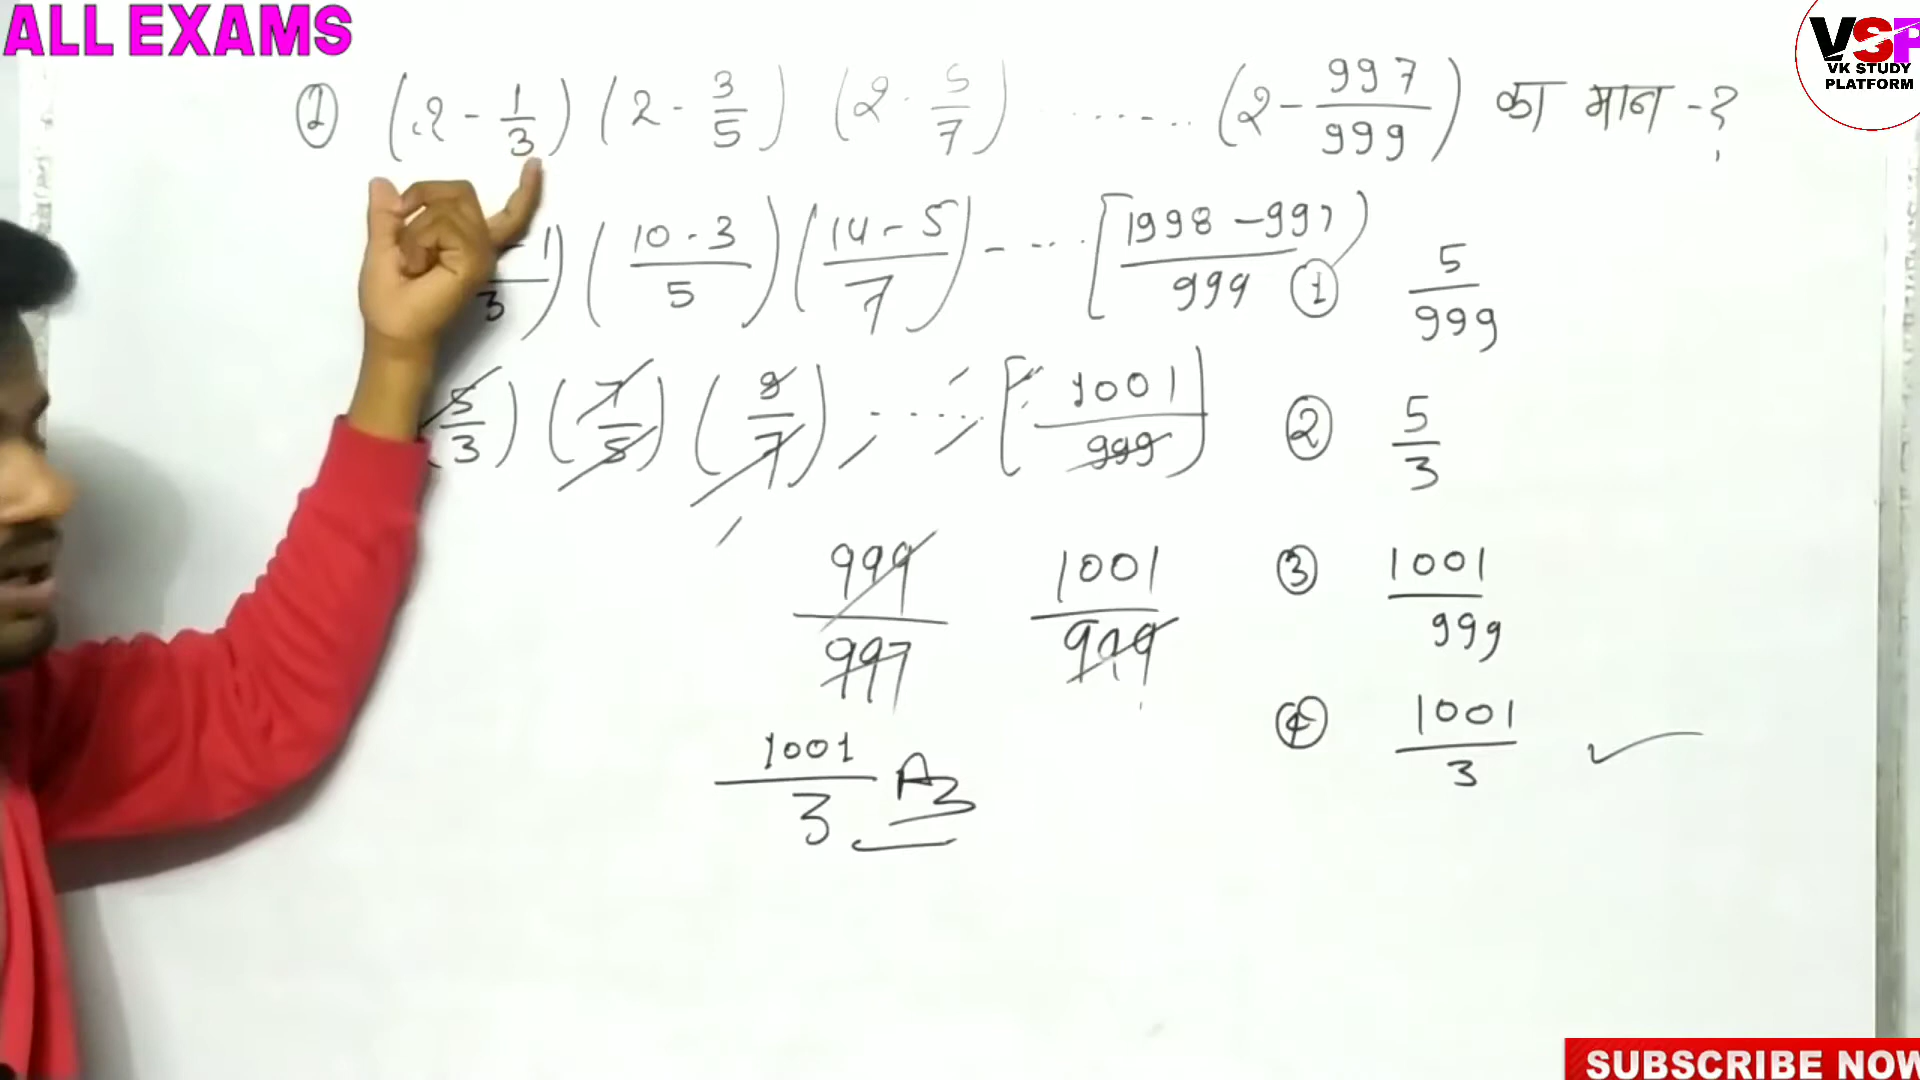 ALL EXAMS
VSP
VK STUDY
PLATFORM
① (2 - 1/3) (2 - 3/5) (2 - 5/7) ........ (2 - 997/999) का मान - ?
- 1/3) (10 - 3/5) (14 - 5/7) - .... [1998 - 997/999)
① 5/999
(5/3) (7/5) (9/7) ........ [1001/999)
② 5/3
999/997 1001/999
③ 1001/999
1001/3
④ 1001/3 ✓
SUBSCRIBE NOW